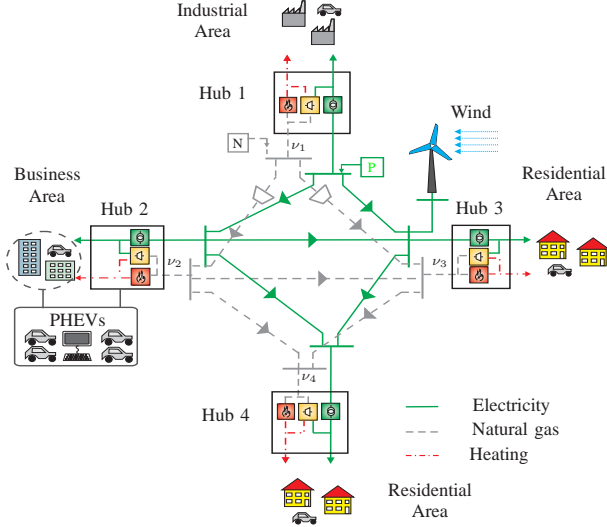 Industrial
Area
Hub 1
N
ν1
P
Wind
Business
Area
Hub 2
ν2
Hub 3
ν3
Residential
Area
PHEVs
ν4
Hub 4
Electricity
Natural gas
Heating
Residential
Area